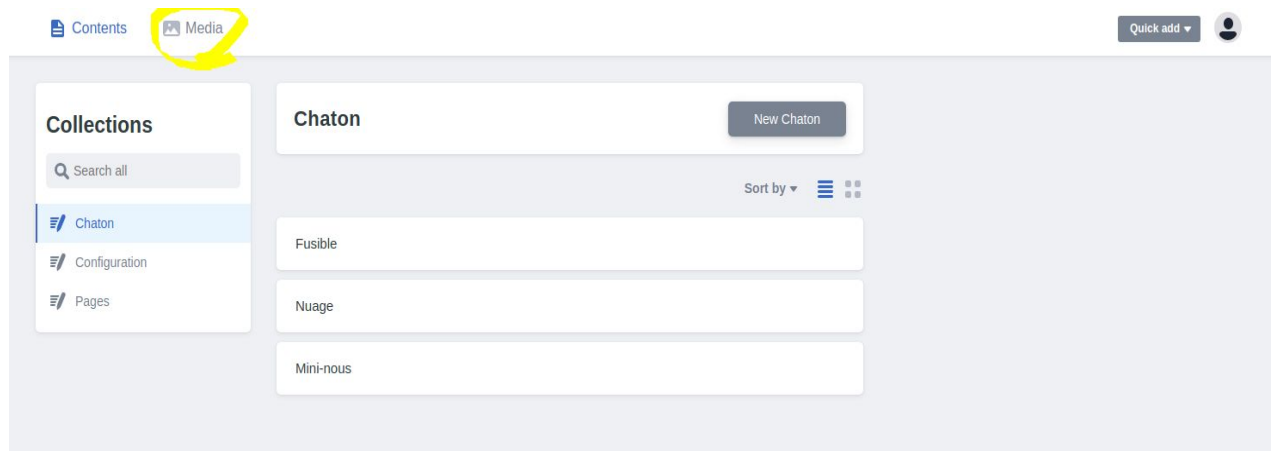 Contents Media Quick add
Collections
Search all
Chaton
Configuration
Pages
Chaton New Chaton
Sort by
Fusible
Nuage
Mini-nous